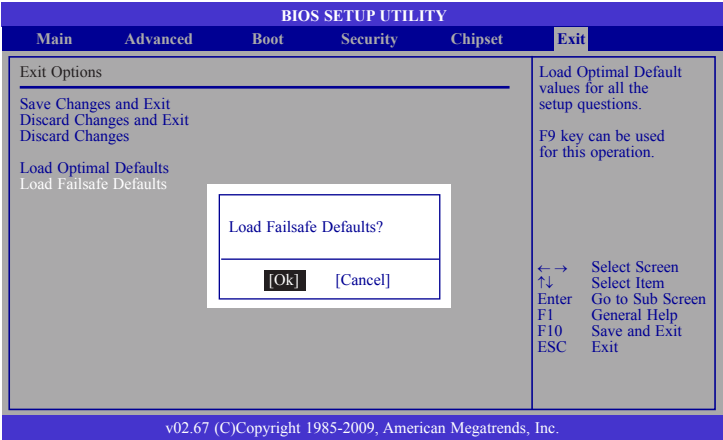 BIOS SETUP UTILITY
Main Advanced Boot Security Chipset Exit
Exit Options
Save Changes and Exit
Discard Changes and Exit
Discard Changes
Load Optimal Defaults
Load Failsafe Defaults
Load Failsafe Defaults?
[Ok] [Cancel]
Load Optimal Default
values for all the
setup questions.
F9 key can be used
for this operation.
←→ Select Screen
↑↓ Select Item
Enter Go to Sub Screen
F1 General Help
F10 Save and Exit
ESC Exit
v02.67 (C)Copyright 1985-2009, American Megatrends, Inc.